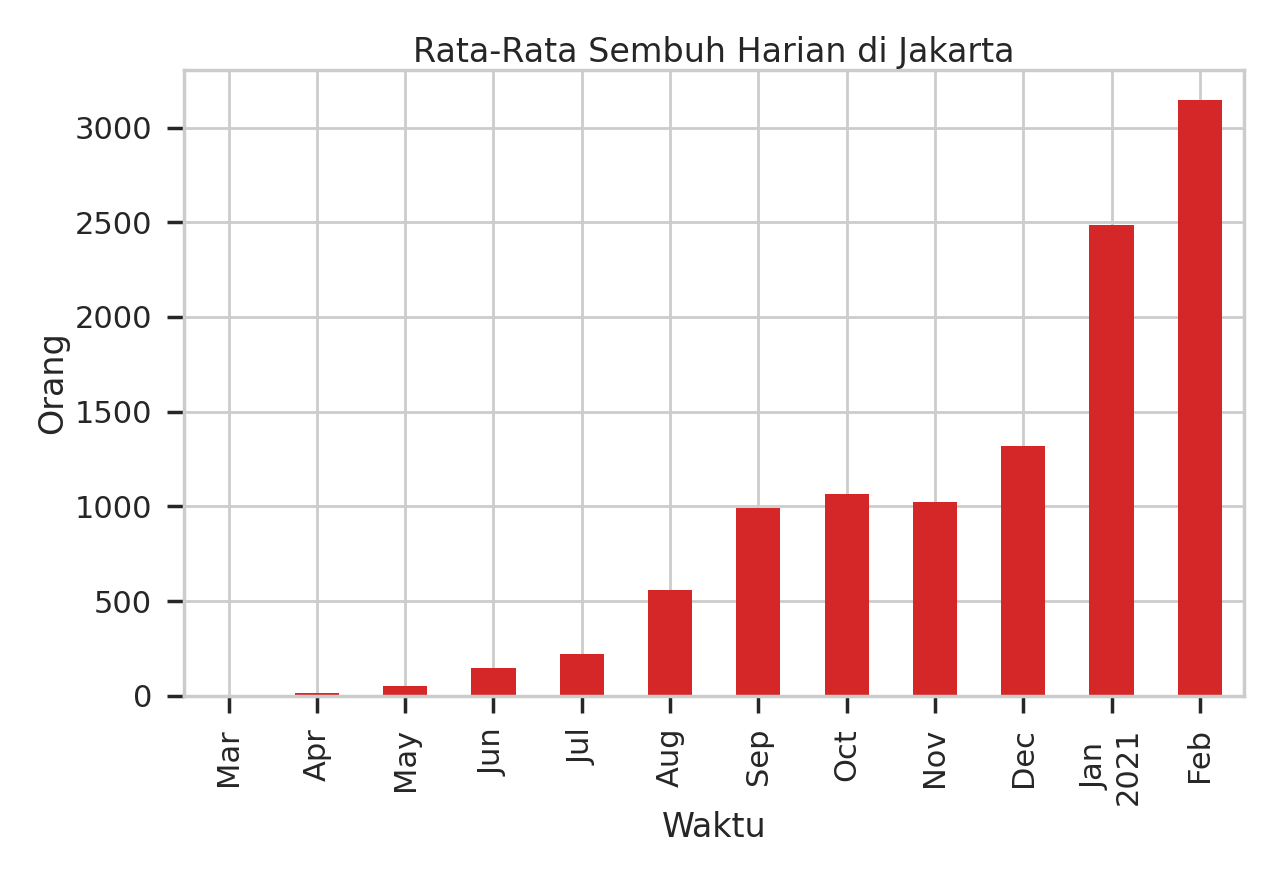 Rata-Rata Sembuh Harian di Jakarta
Orang
3000
2500
2000
1500
1000
500
0
Mar
Apr
May
Jun
Jul
Aug
Sep
Oct
Nov
Dec
Jan
2021
Feb
Waktu